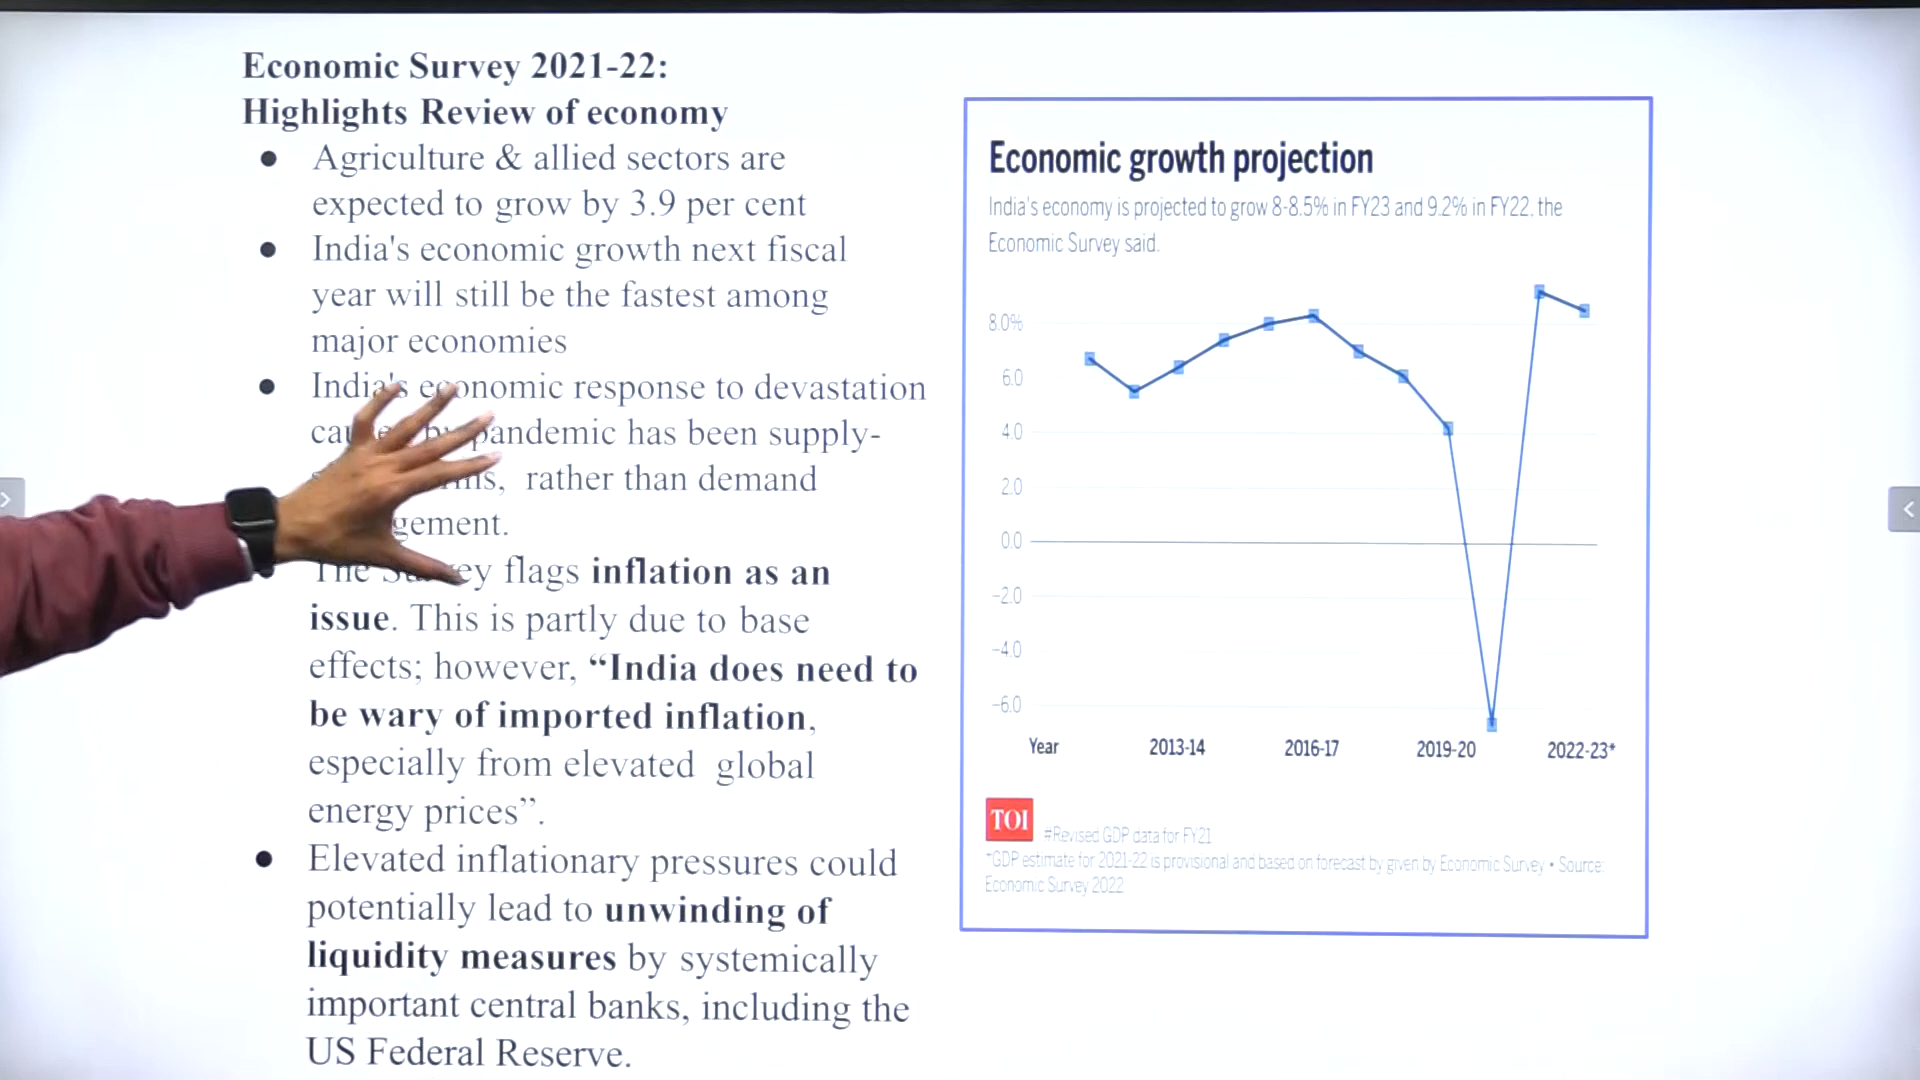 Economic Survey 2021-22:
Highlights Review of economy
● Agriculture & allied sectors are
expected to grow by 3.9 per cent
● India's economic growth next fiscal
year will still be the fastest among
major economies
● India's economic response to devastation
pandemic has been supply-
rather than demand
gement.
The Survey flags inflation as an
issue. This is partly due to base
effects; however, “India does need to
be wary of imported inflation,
especially from elevated global
energy prices”.
● Elevated inflationary pressures could
potentially lead to unwinding of
liquidity measures by systemically
important central banks, including the
US Federal Reserve.
Economic growth projection
India's economy is projected to grow 8-8.5% in FY23 and 9.2% in FY22, the
Economic Survey said.
8.0%
6.0
4.0
2.0
0.0
−2.0
−4.0
−6.0
Year 2013-14 2016-17 2019-20 2022-23*
TOI
#Revised GDP data for FY21
*GDP estimate for 2021-22 is provisional and based on forecast by given by Economic Survey • Source:
Economic Survey 2022